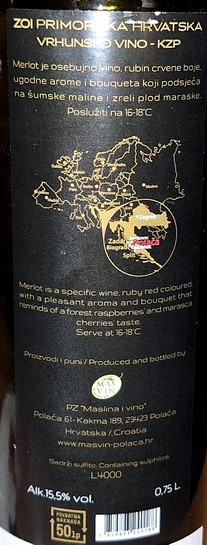 ZOI PRIMORSKA HRVATSKA
VRHUNSKO VINO - KZP
Merlot je osebujno vino, rubin crvene boje,
ugodne arome i bouqueta koji podsjeća
na šumske maline i zreli plod maraske.
Poslužiti na 16-18°C
Zagreb
Zadar
Polača
Biograd
Split
Merlot is a specific wine, ruby red coloured,
with a pleasant aroma and bouquet that
reminds of a forest raspberries and marasca
cherries taste.
Serve at 16-18°C
Proizvodi i puni / Produced and bottled by
MAS
VIN
PZ "Maslina i vino"
Polača 61- Kakma 189, 23423 Polača
Hrvatska / Croatia
www.masvin-polaca.hr
Sadrži sulfite, Containing sulphites
L4000
Alk.15,5% vol.
0,75 L
POVRATNA
NAKNADA
50lp